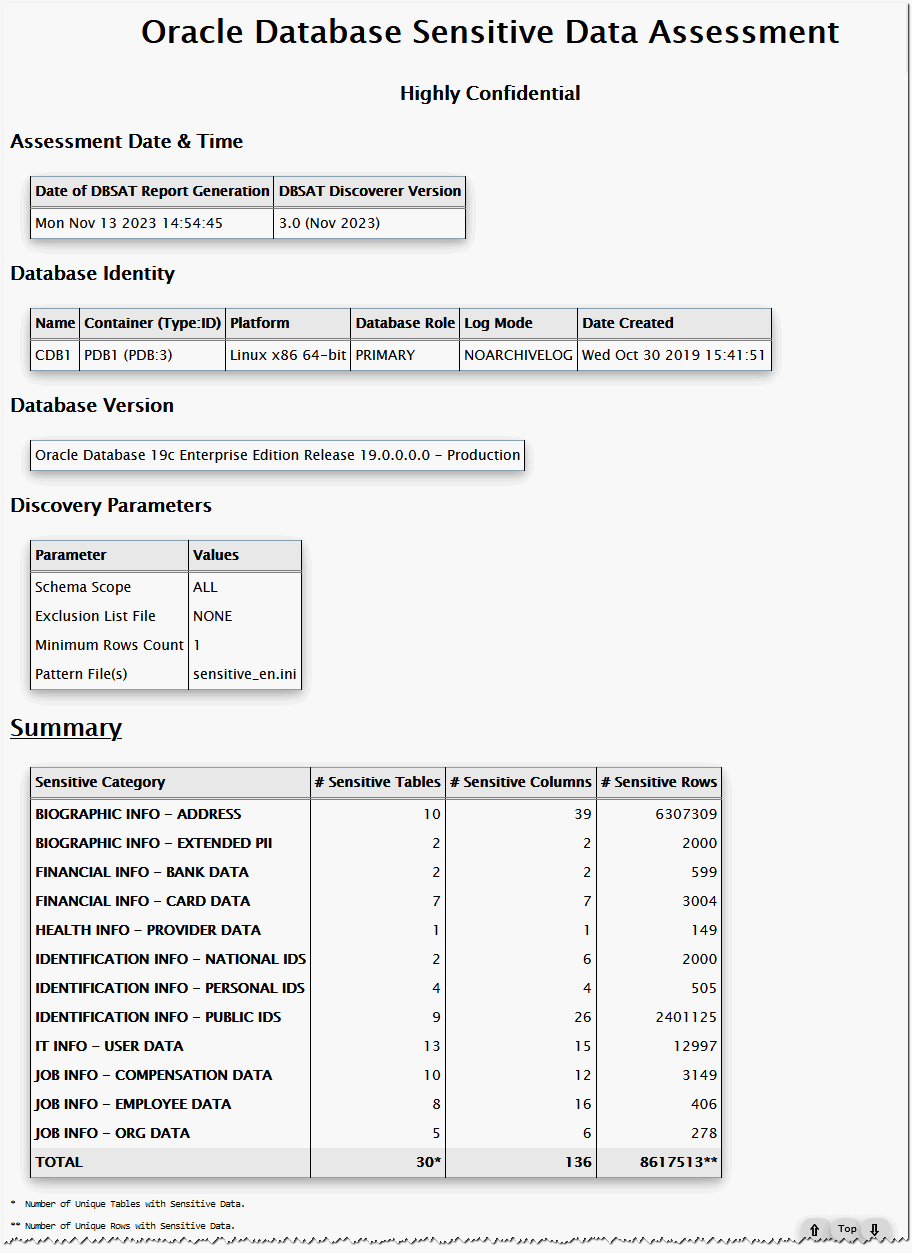 Oracle Database Sensitive Data Assessment
Highly Confidential
Assessment Date & Time
Date of DBSAT Report Generation DBSAT Discoverer Version
Mon Nov 13 2023 14:54:45 3.0 (Nov 2023)
Database Identity
Name Container (Type:ID) Platform Database Role Log Mode Date Created
CDB1 PDB1 (PDB:3) Linux x86 64-bit PRIMARY NOARCHIVELOG Wed Oct 30 2019 15:41:51
Database Version
Oracle Database 19c Enterprise Edition Release 19.0.0.0.0 - Production
Discovery Parameters
Parameter Values
Schema Scope ALL
Exclusion List File NONE
Minimum Rows Count 1
Pattern File(s) sensitive_en.ini
Summary
Sensitive Category # Sensitive Tables # Sensitive Columns # Sensitive Rows
BIOGRAPHIC INFO - ADDRESS 10 39 6307309
BIOGRAPHIC INFO - EXTENDED PII 2 2 2000
FINANCIAL INFO - BANK DATA 2 2 599
FINANCIAL INFO - CARD DATA 7 7 3004
HEALTH INFO - PROVIDER DATA 1 1 149
IDENTIFICATION INFO - NATIONAL IDS 2 6 2000
IDENTIFICATION INFO - PERSONAL IDS 4 4 505
IDENTIFICATION INFO - PUBLIC IDS 9 26 2401125
IT INFO - USER DATA 13 15 12997
JOB INFO - COMPENSATION DATA 10 12 3149
JOB INFO - EMPLOYEE DATA 8 16 406
JOB INFO - ORG DATA 5 6 278
TOTAL 30* 136 8617513**
* Number of Unique Tables with Sensitive Data.
** Number of Unique Rows with Sensitive Data.
Top